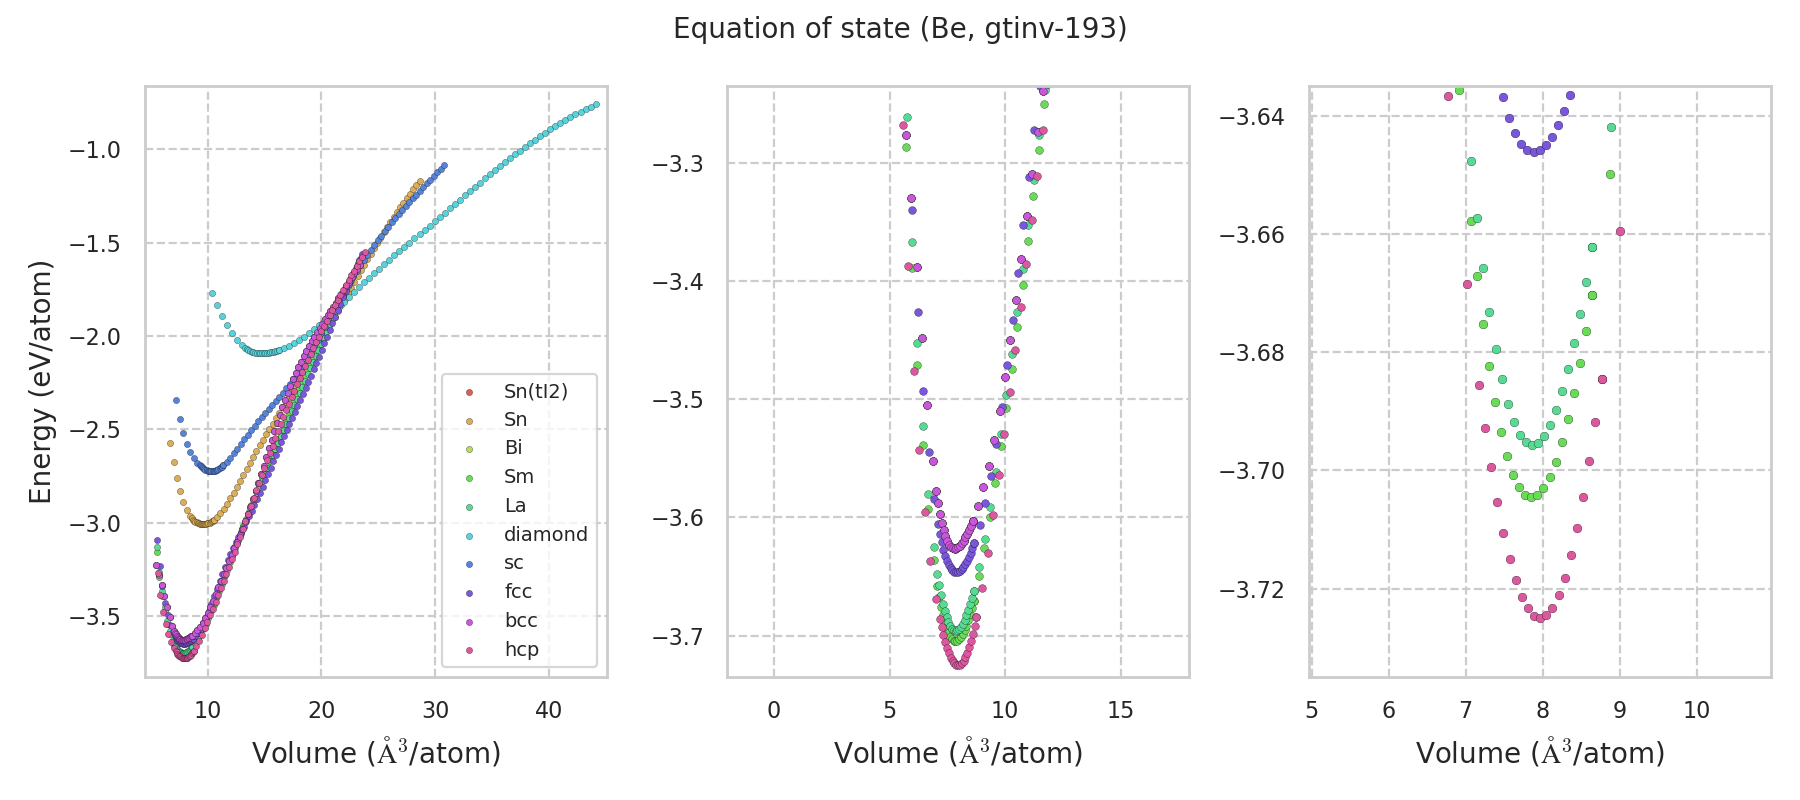 Equation of state (Be, gtinv-193)
Energy (eV/atom)
−1.0
−1.5
−2.0
−2.5
−3.0
−3.5
10
20
30
40
Volume (Å³/atom)
Sn(tI2)
Sn
Bi
Sm
La
diamond
sc
fcc
bcc
hcp
−3.3
−3.4
−3.5
−3.6
−3.7
0
5
10
15
Volume (Å³/atom)
−3.64
−3.66
−3.68
−3.70
−3.72
5
6
7
8
9
10
Volume (Å³/atom)